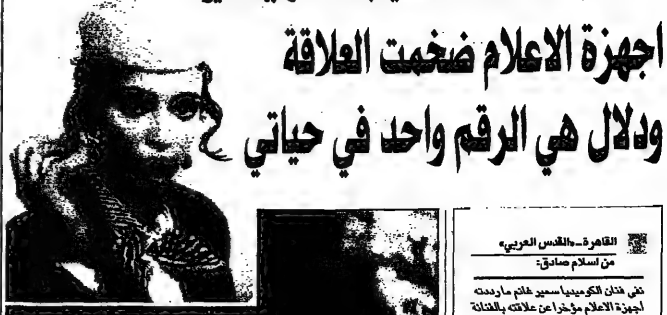 اجهزة الاعلام ضخمت العلاقة
ودلال هي الرقم واحد في حياتي
القاهرة ـ «القدس العربي»
من اسلام صادق:
نفى فنان الكوميديا سمير غانم ما رددته
اجهزة الاعلام مؤخرا عن علاقته بالفنانة